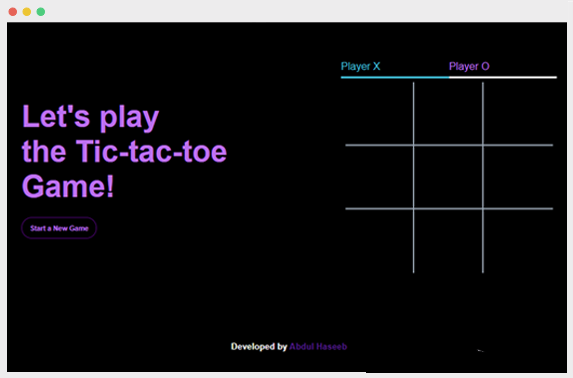 Player X
Player O
Let's play
the Tic-tac-toe
Game!
Start a New Game
Developed by Abdul Haseeb